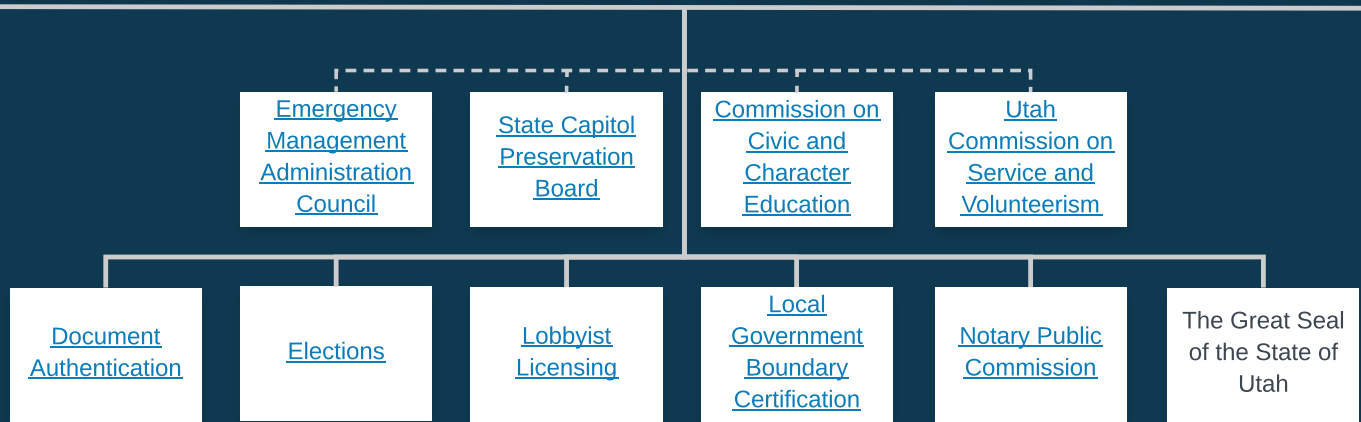 Emergency
Management
Administration
Council
State Capitol
Preservation
Board
Commission on
Civic and
Character
Education
Utah
Commission on
Service and
Volunteerism
Document
Authentication
Elections
Lobbyist
Licensing
Local
Government
Boundary
Certification
Notary Public
Commission
The Great Seal
of the State of
Utah